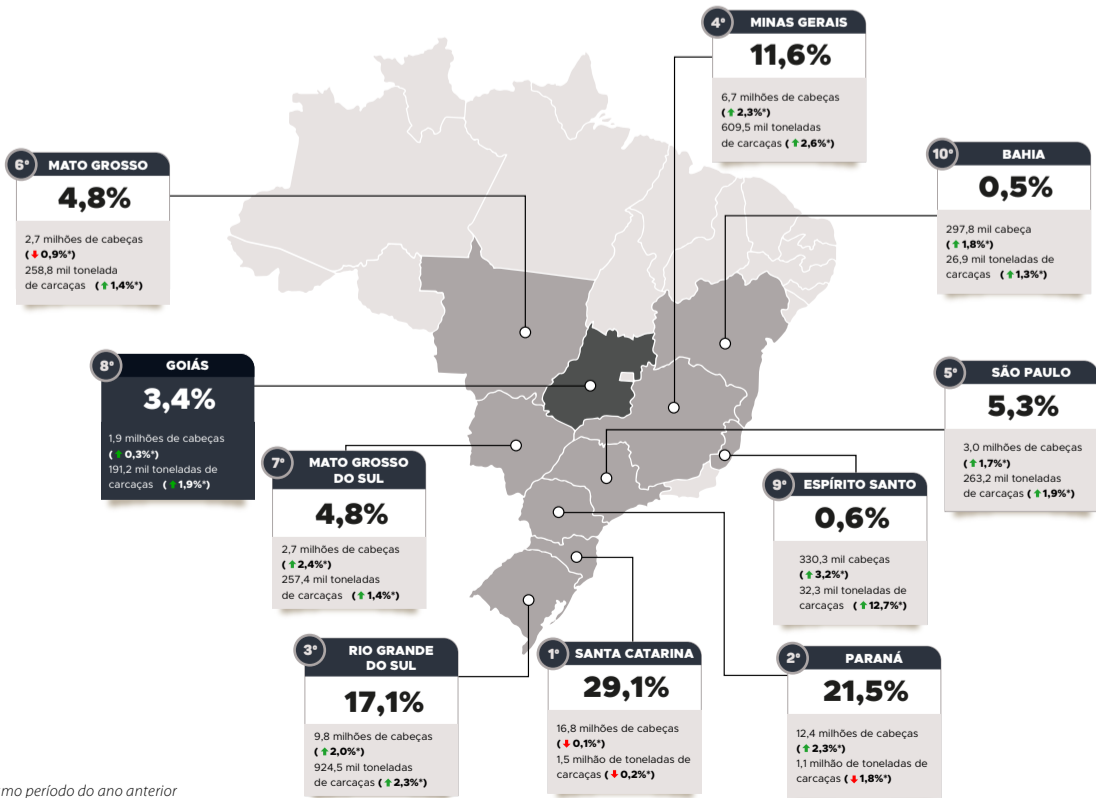 4º MINAS GERAIS
11,6%
6,7 milhões de cabeças
(⬆2,3%*)
609,5 mil toneladas
de carcaças (⬆2,6%*)
6º MATO GROSSO
4,8%
2,7 milhões de cabeças
(⬇0,9%*)
258,8 mil tonelada
de carcaças (⬆1,4%*)
10º BAHIA
0,5%
297,8 mil cabeça
(⬆1,8%*)
26,9 mil toneladas de
carcaças (⬆1,3%*)
8º GOIÁS
3,4%
1,9 milhões de cabeças
(⬆0,3%*)
191,2 mil toneladas de
carcaças (⬆1,9%*)
5º SÃO PAULO
5,3%
3,0 milhões de cabeças
(⬆1,7%*)
263,2 mil toneladas
de carcaças (⬆1,9%*)
7º MATO GROSSO
DO SUL
4,8%
2,7 milhões de cabeças
(⬆2,4%*)
257,4 mil toneladas
de carcaças (⬆1,4%*)
9º ESPÍRITO SANTO
0,6%
330,3 mil cabeças
(⬆3,2%*)
32,3 mil toneladas de
carcaças (⬆12,7%*)
3º RIO GRANDE
DO SUL
17,1%
9,8 milhões de cabeças
(⬆2,0%*)
924,5 mil toneladas
de carcaças (⬆2,3%*)
1º SANTA CATARINA
29,1%
16,8 milhões de cabeças
(⬇0,1%*)
1,5 milhão de toneladas de
carcaças (⬇0,2%*)
2º PARANÁ
21,5%
12,4 milhões de cabeças
(⬆2,3%*)
1,1 milhão de toneladas de
carcaças (⬇1,8%*)
mo período do ano anterior